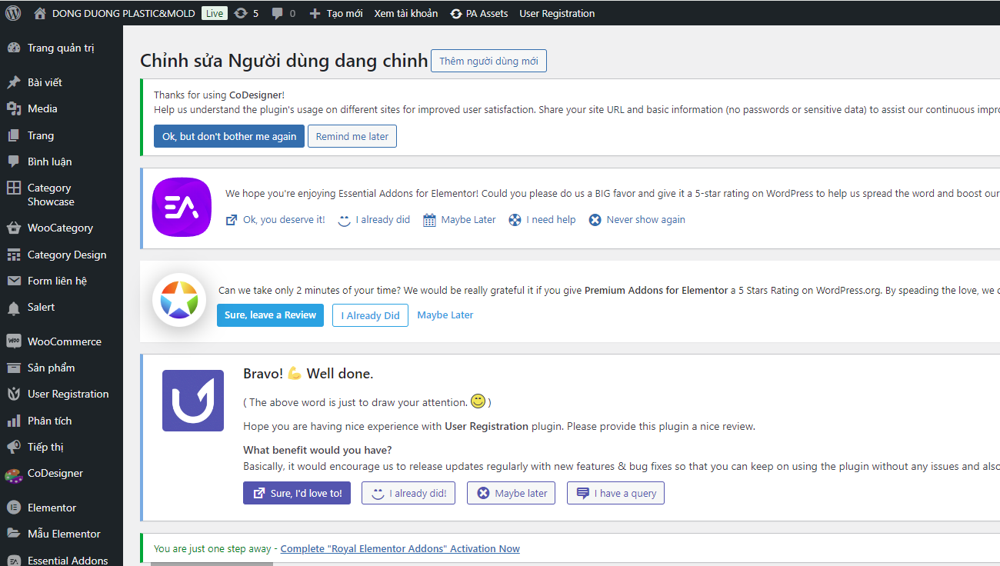 DONG DUONG PLASTIC&MOLD Live 5 0 Tạo mới Xem tài khoản PA Assets User Registration
Trang quản trị
Bài viết
Media
Trang
Bình luận
Category
Showcase
WooCategory
Category Design
Form liên hệ
Salert
WooCommerce
Sản phẩm
User Registration
Phân tích
Tiếp thị
CoDesigner
Elementor
Mẫu Elementor
Essential Addons
Chỉnh sửa Người dùng dang chinh Thêm người dùng mới
Thanks for using CoDesigner!
Help us understand the plugin's usage on different sites for improved user satisfaction. Share your site URL and basic information (no passwords or sensitive data) to assist our continuous impro
Ok, but don't bother me again Remind me later
We hope you're enjoying Essential Addons for Elementor! Could you please do us a BIG favor and give it a 5-star rating on WordPress to help us spread the word and boost our
Ok, you deserve it! I already did Maybe Later I need help Never show again
Can we take only 2 minutes of your time? We would be really grateful it if you give Premium Addons for Elementor a 5 Stars Rating on WordPress.org. By speading the love, we c
Sure, leave a Review I Already Did Maybe Later
Bravo! 💪 Well done.
( The above word is just to draw your attention. 🙂 )
Hope you are having nice experience with User Registration plugin. Please provide this plugin a nice review.
What benefit would you have?
Basically, it would encourage us to release updates regularly with new features & bug fixes so that you can keep on using the plugin without any issues and also
Sure, I'd love to! I already did! Maybe later I have a query
You are just one step away - Complete "Royal Elementor Addons" Activation Now